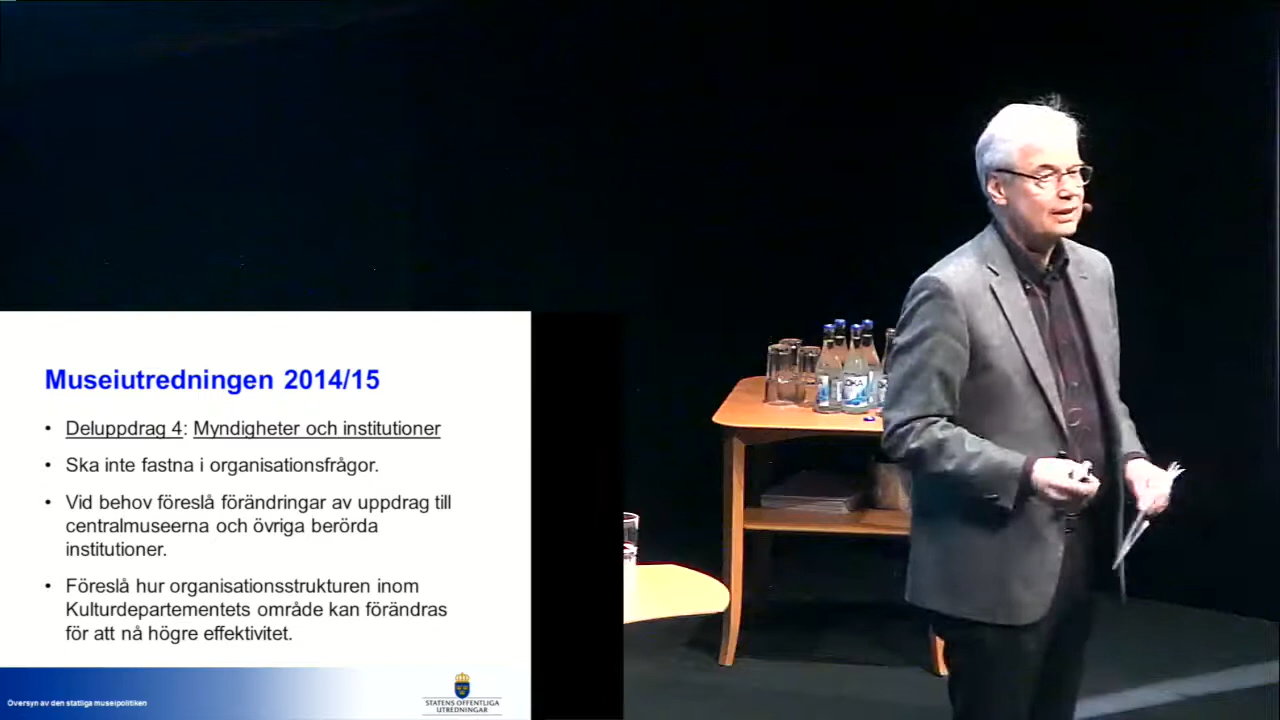 Museiutredningen 2014/15
• Deluppdrag 4: Myndigheter och institutioner
• Ska inte fastna i organisationsfrågor.
• Vid behov föreslå förändringar av uppdrag till
centralmuseerna och övriga berörda
institutioner.
• Föreslå hur organisationsstrukturen inom
Kulturdepartementets område kan förändras
för att nå högre effektivitet.
Översyn av den statliga museipolitiken
STATENS OFFENTLIGA
UTREDNINGAR